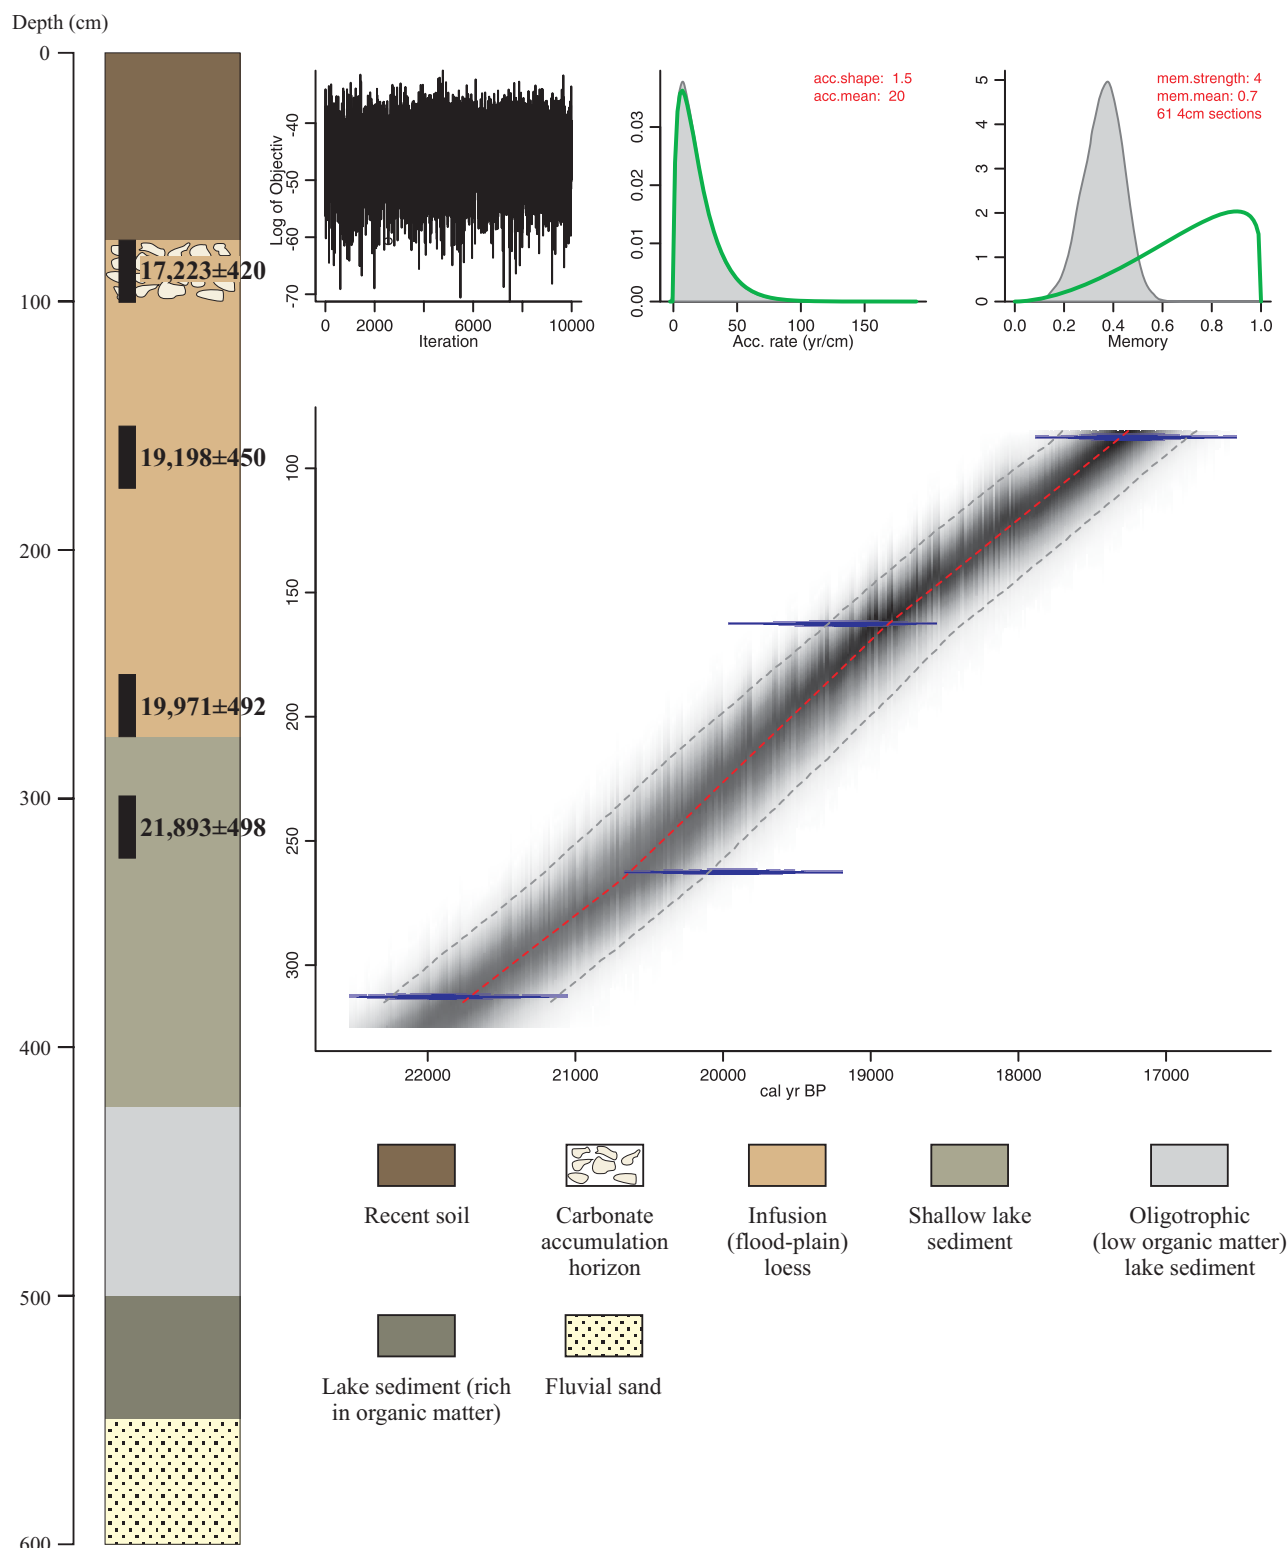 Depth (cm)
0
100
200
300
400
500
600
17,223±420
19,198±450
19,971±492
21,893±498
Log of Objectiv
-40
-50
-60
-70
0
2000
6000
10000
Iteration
0.03
0.02
0.01
0.00
acc.shape: 1.5
acc.mean: 20
0
50
100
150
Acc. rate (yr/cm)
5
4
3
2
1
0
mem.strength: 4
mem.mean: 0.7
61 4cm sections
0.0
0.2
0.4
0.6
0.8
1.0
Memory
100
150
200
250
300
22000
21000
20000
19000
18000
17000
cal yr BP
Recent soil
Carbonate
accumulation
horizon
Infusion
(flood-plain)
loess
Shallow lake
sediment
Oligotrophic
(low organic matter)
lake sediment
Lake sediment (rich
in organic matter)
Fluvial sand